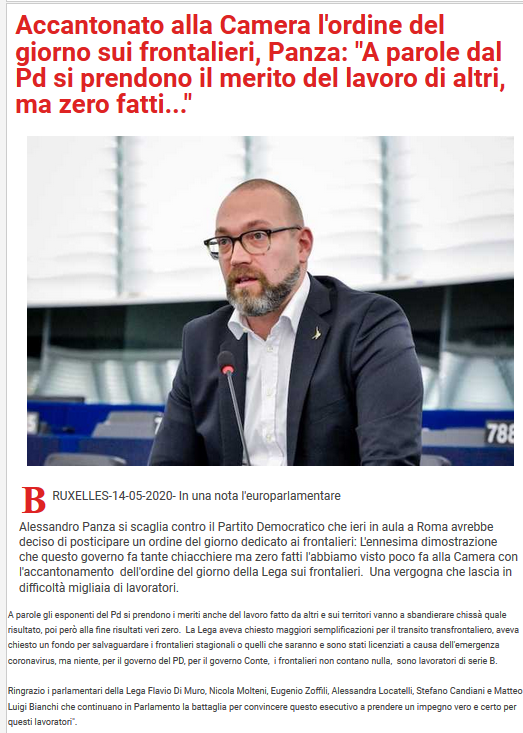 Accantonato alla Camera l'ordine del
giorno sui frontalieri, Panza: "A parole dal
Pd si prendono il merito del lavoro di altri,
ma zero fatti..."
788
BRUXELLES-14-05-2020- In una nota l'europarlamentare
Alessandro Panza si scaglia contro il Partito Democratico che ieri in aula a Roma avrebbe
deciso di posticipare un ordine del giorno dedicato ai frontalieri: L'ennesima dimostrazione
che questo governo fa tante chiacchiere ma zero fatti l'abbiamo visto poco fa alla Camera con
l'accantonamento dell'ordine del giorno della Lega sui frontalieri. Una vergogna che lascia in
difficoltà migliaia di lavoratori.
A parole gli esponenti del Pd si prendono i meriti anche del lavoro fatto da altri e sui territori vanno a sbandierare chissà quale
risultato, poi però alla fine risultati veri zero. La Lega aveva chiesto maggiori semplificazioni per il transito transfrontaliero, aveva
chiesto un fondo per salvaguardare i frontalieri stagionali o quelli che saranno e sono stati licenziati a causa dell'emergenza
coronavirus, ma niente, per il governo del PD, per il governo Conte, i frontalieri non contano nulla, sono lavoratori di serie B.
Ringrazio i parlamentari della Lega Flavio Di Muro, Nicola Molteni, Eugenio Zoffili, Alessandra Locatelli, Stefano Candiani e Matteo
Luigi Bianchi che continuano in Parlamento la battaglia per convincere questo esecutivo a prendere un impegno vero e certo per
questi lavoratori".